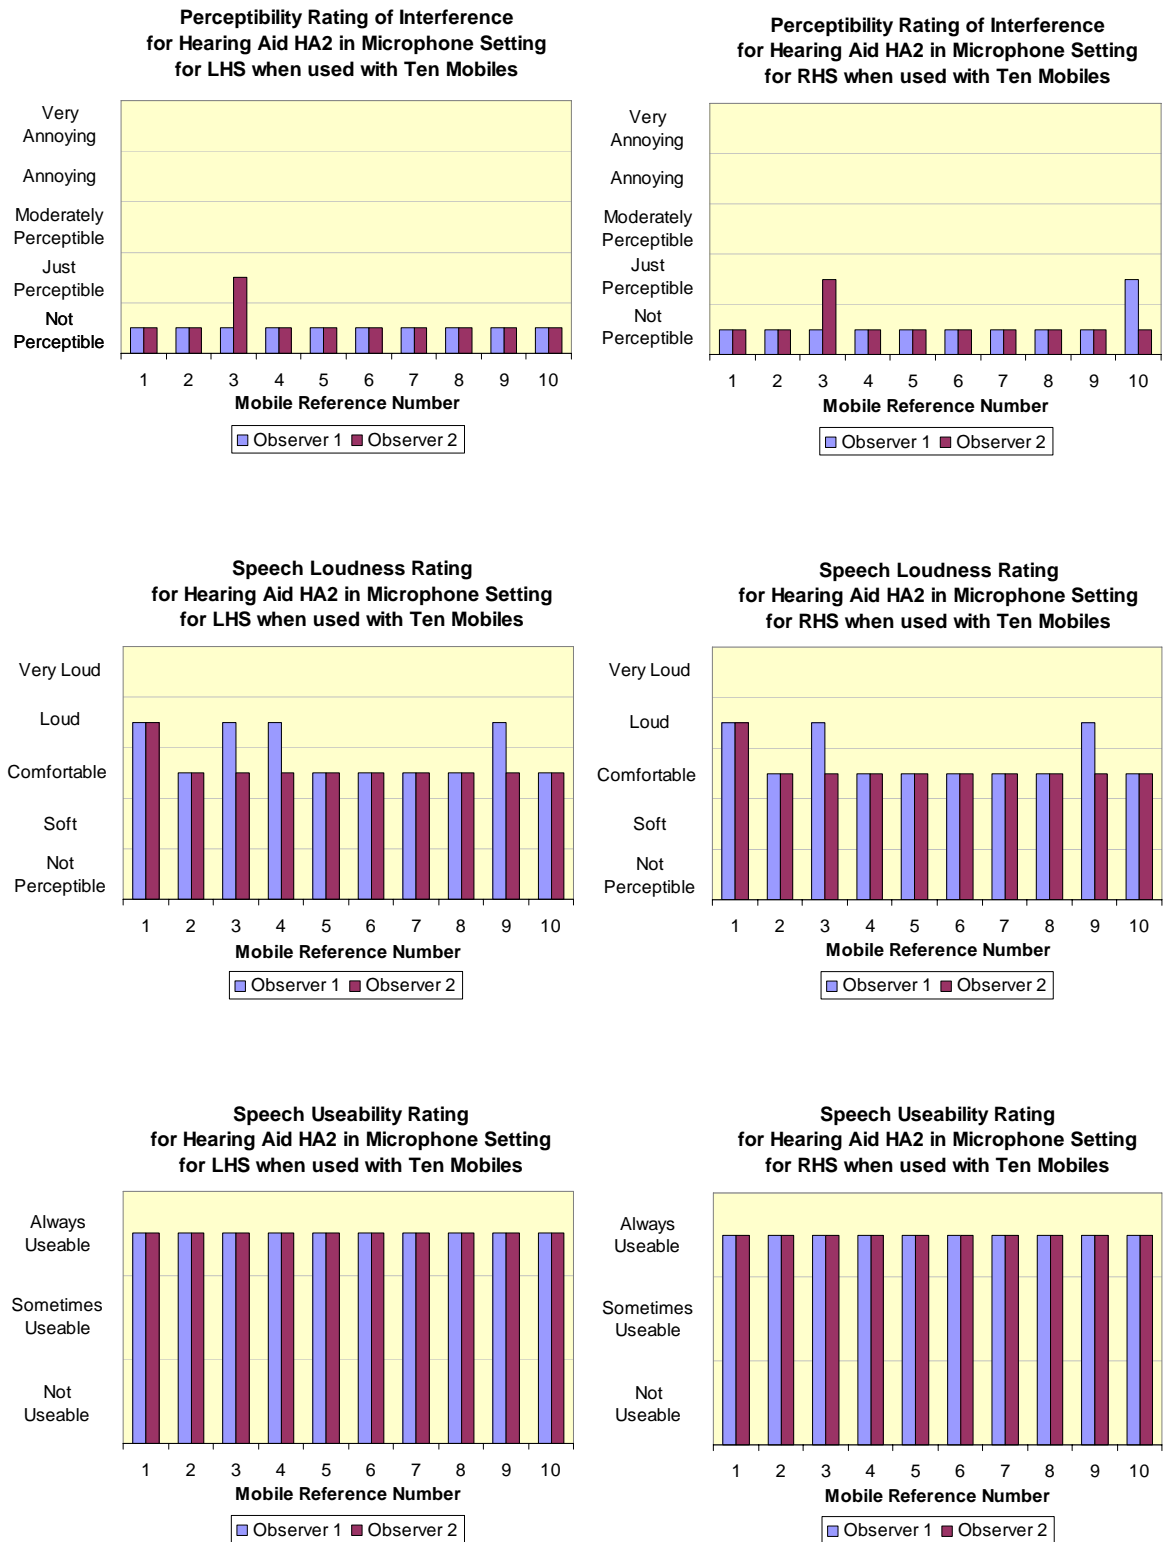 Perceptibility Rating of Interference
for Hearing Aid HA2 in Microphone Setting
for LHS when used with Ten Mobiles
Very
Annoying
Annoying
Moderately
Perceptible
Just
Perceptible
Not
Perceptible
1 2 3 4 5 6 7 8 9 10
Mobile Reference Number
Observer 1 Observer 2
Perceptibility Rating of Interference
for Hearing Aid HA2 in Microphone Setting
for RHS when used with Ten Mobiles
Very
Annoying
Annoying
Moderately
Perceptible
Just
Perceptible
Not
Perceptible
1 2 3 4 5 6 7 8 9 10
Mobile Reference Number
Observer 1 Observer 2
Speech Loudness Rating
for Hearing Aid HA2 in Microphone Setting
for LHS when used with Ten Mobiles
Very Loud
Loud
Comfortable
Soft
Not
Perceptible
1 2 3 4 5 6 7 8 9 10
Mobile Reference Number
Observer 1 Observer 2
Speech Loudness Rating
for Hearing Aid HA2 in Microphone Setting
for RHS when used with Ten Mobiles
Very Loud
Loud
Comfortable
Soft
Not
Perceptible
1 2 3 4 5 6 7 8 9 10
Mobile Reference Number
Observer 1 Observer 2
Speech Useability Rating
for Hearing Aid HA2 in Microphone Setting
for LHS when used with Ten Mobiles
Always
Useable
Sometimes
Useable
Not
Useable
1 2 3 4 5 6 7 8 9 10
Mobile Reference Number
Observer 1 Observer 2
Speech Useability Rating
for Hearing Aid HA2 in Microphone Setting
for RHS when used with Ten Mobiles
Always
Useable
Sometimes
Useable
Not
Useable
1 2 3 4 5 6 7 8 9 10
Mobile Reference Number
Observer 1 Observer 2